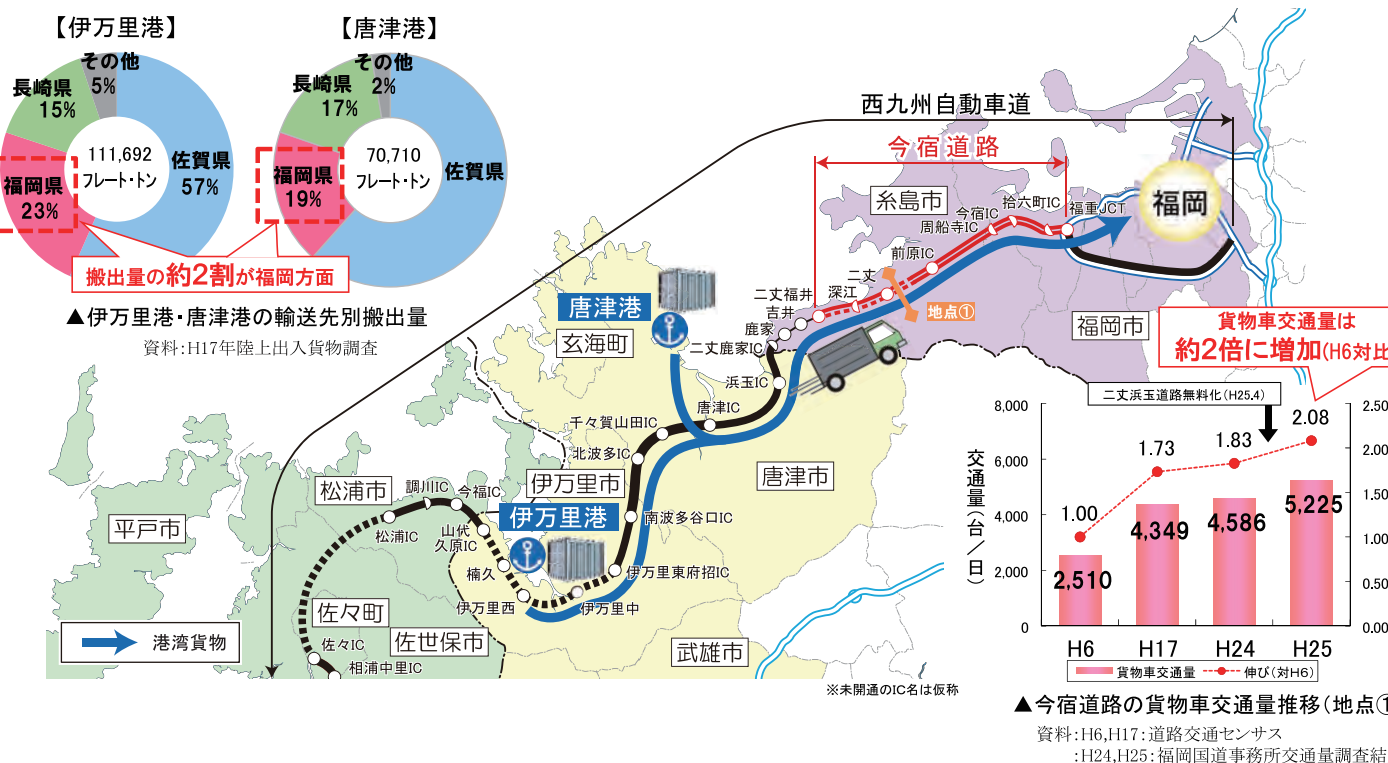 【伊万里港】
その他
5%
長崎県
15%
111,692
フレート・トン
佐賀県
57%
福岡県
23%
【唐津港】
その他
2%
長崎県
17%
70,710
フレート・トン
佐賀県
福岡県
19%
搬出量の約2割が福岡方面
▲伊万里港・唐津港の輸送先別搬出量
資料:H17年陸上出入貨物調査
西九州自動車道
今宿道路
糸島市
拾六町IC
福重JCT
今宿IC
周船寺IC
前原IC
福岡
二丈
深江
二丈福井
吉井
鹿家
二丈鹿家IC
地点①
福岡市
唐津港
玄海町
浜玉IC
唐津IC
千々賀山田IC
北波多IC
唐津市
伊万里市
松浦市
調川IC
今福IC
伊万里港
南波多谷口IC
平戸市
松浦IC
山代
久原IC
楠久
伊万里東府招IC
伊万里西
伊万里中
佐々町
佐世保市
武雄市
佐々IC
相浦中里IC
港湾貨物
※未開通のIC名は仮称
貨物車交通量は
約2倍に増加(H6対比
二丈浜玉道路無料化(H25.4)
交通量(台/日)
8,000
6,000
4,000
2,000
0
2.50
2.00
1.50
1.00
0.50
0.00
1.00
1.73
1.83
2.08
2,510
4,349
4,586
5,225
H6
H17
H24
H25
貨物車交通量
伸び(対H6)
▲今宿道路の貨物車交通量推移(地点①
資料:H6,H17:道路交通センサス
:H24,H25:福岡国道事務所交通量調査結